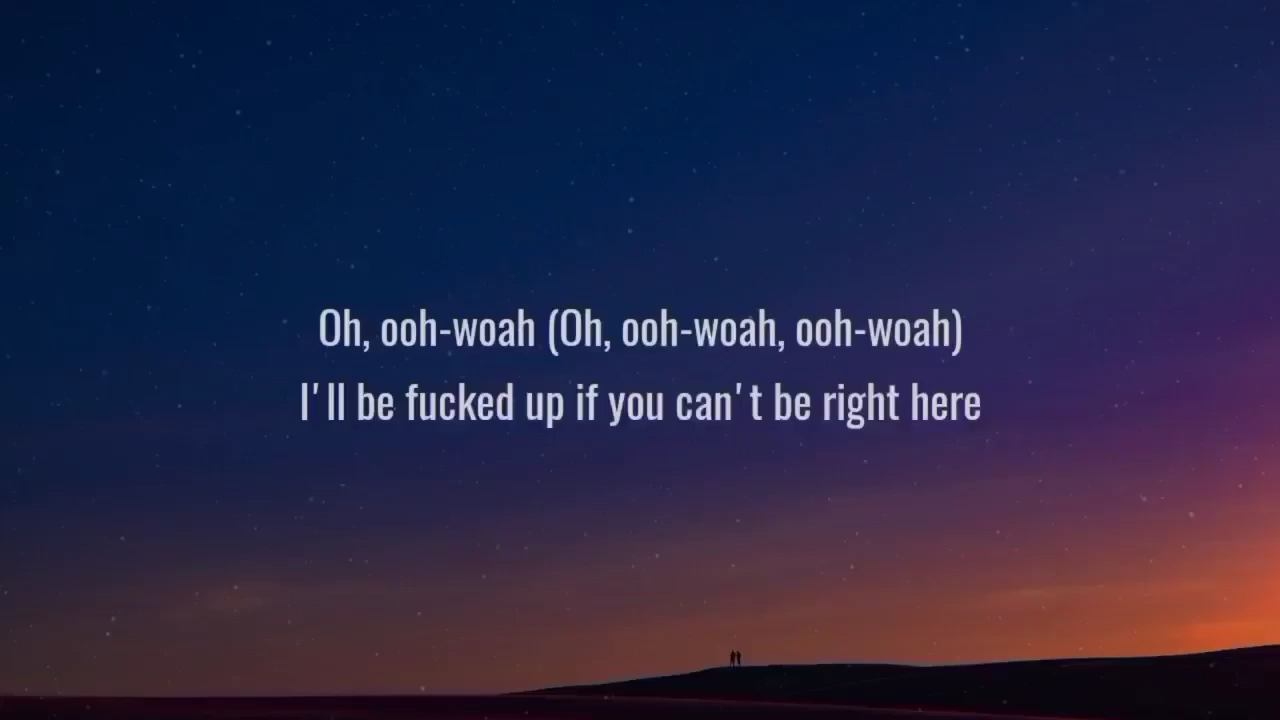 Oh, ooh-woah (Oh, ooh-woah, ooh-woah)
I'll be fucked up if you can't be right here